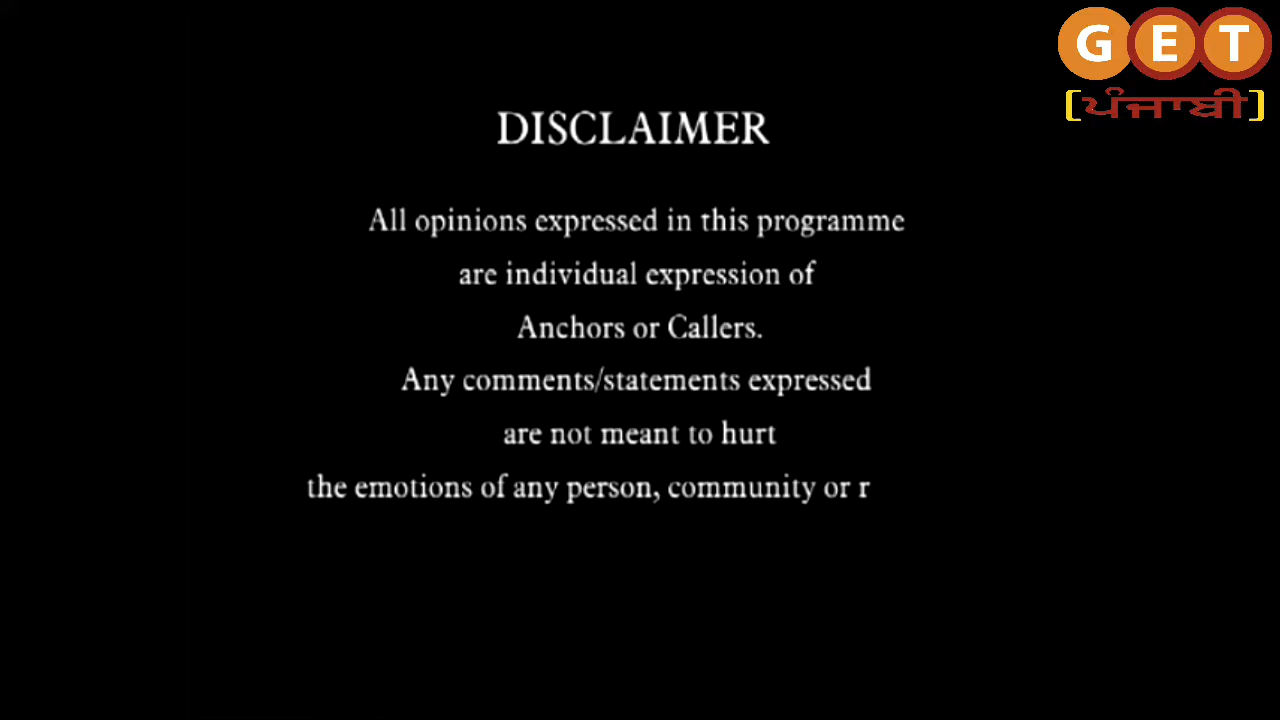 GET
[ਪੰਜਾਬੀ]
DISCLAIMER
All opinions expressed in this programme
are individual expression of
Anchors or Callers.
Any comments/statements expressed
are not meant to hurt
the emotions of any person, community or r